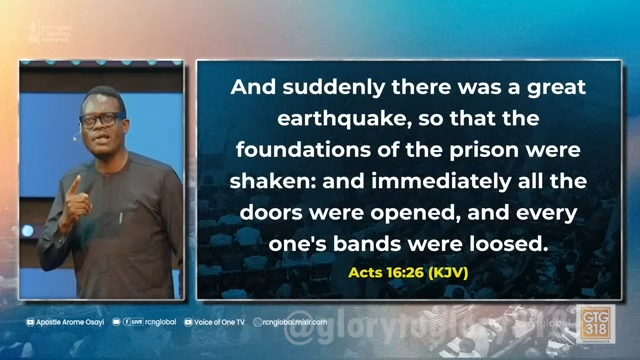 And suddenly there was a great
earthquake, so that the
foundations of the prison were
shaken: and immediately all the
doors were opened, and every
one's bands were loosed.
Acts 16:26 (KJV)
Apostle Arome Osayi
LIVE rcnglobal
Voice of One TV
rcnglobal.mixlr.com
GTG
318